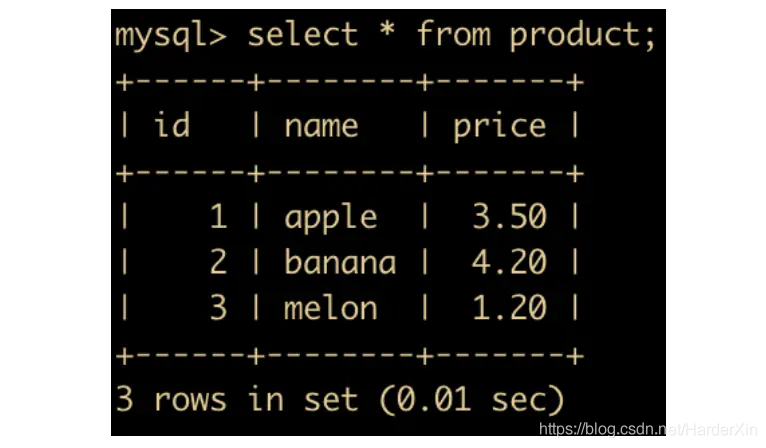 mysql> select * from product;
+------+--------+-------+
| id   | name   | price |
+------+--------+-------+
|    1 | apple  |  3.50 |
|    2 | banana |  4.20 |
|    3 | melon  |  1.20 |
+------+--------+-------+
3 rows in set (0.01 sec)
https://blog.csdn.net/HarderXin